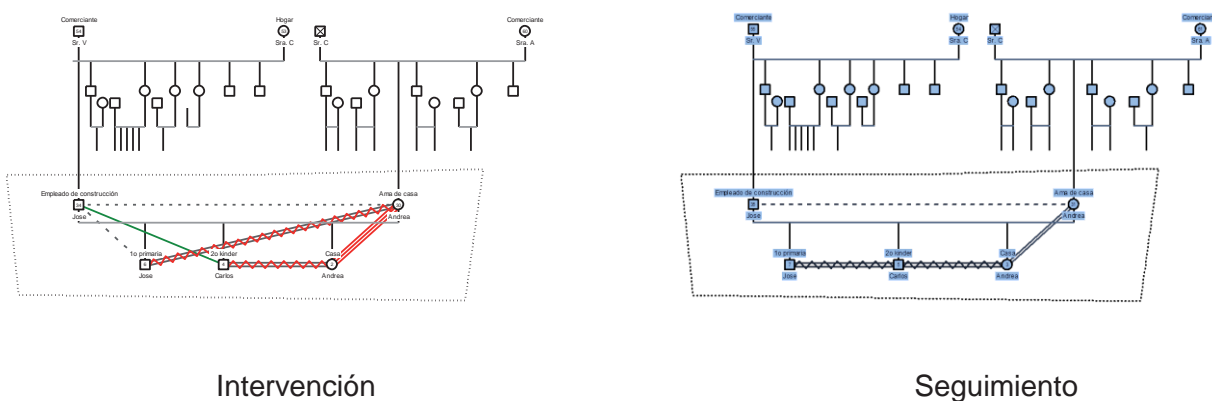 Comerciante
Hogar
Comerciante
Sr. V
Sra. C
Sr. C
Sra. A
Empleado de construcción
Ama de casa
Jose
Andrea
1o primaria
2o kinder
Casa
Jose
Carlos
Andrea
Intervención
Comerciante
Hogar
Sr. V
Sra. C
Sr. C
Sra. A
Empleado de construcción
Ama de casa
Jose
Andrea
1o primaria
2o kinder
Casa
Jose
Carlos
Andrea
Seguimiento